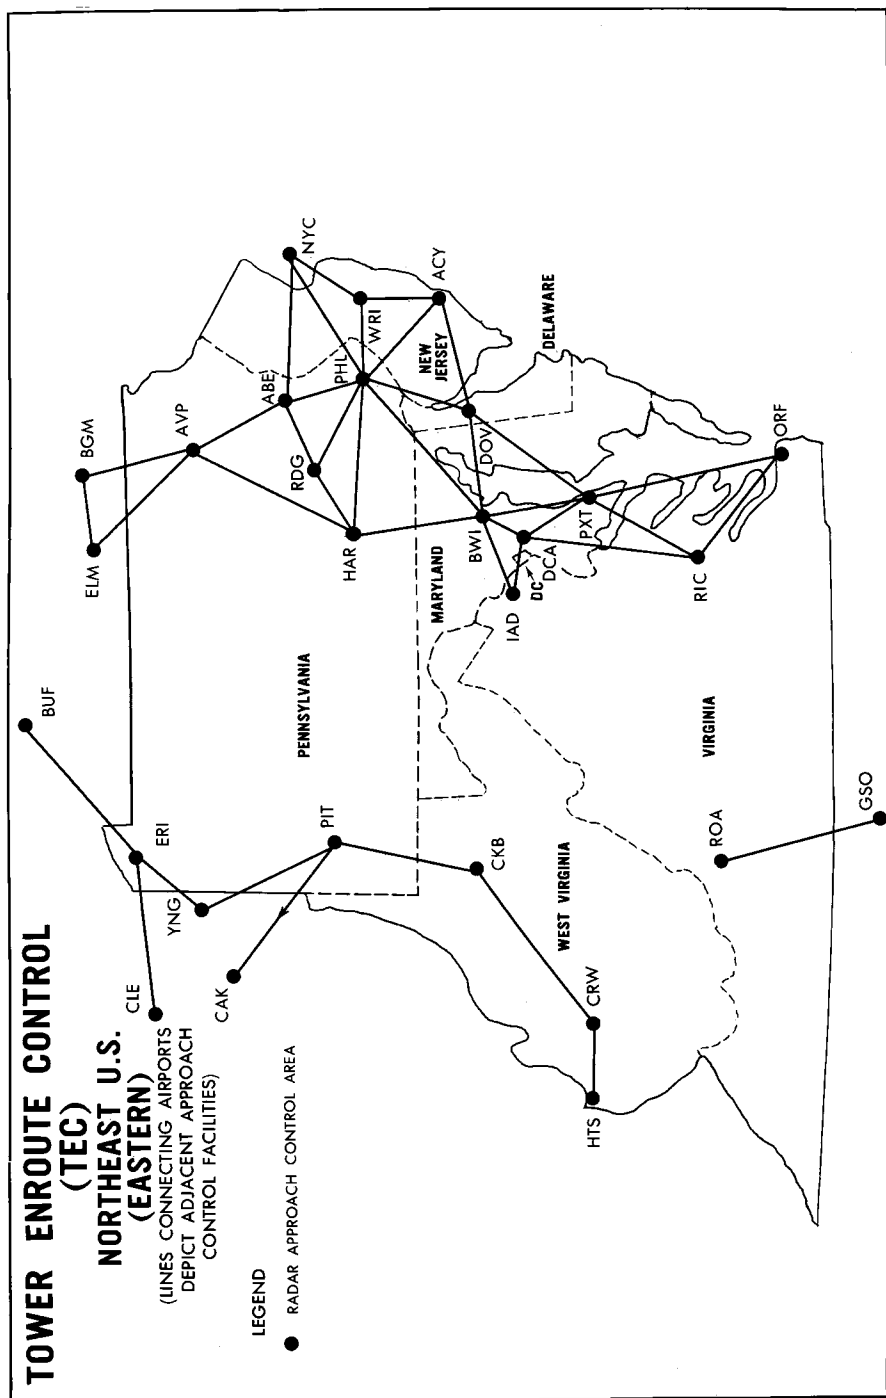 TOWER ENROUTE CONTROL
(TEC)
NORTHEAST U.S.
(EASTERN)
(LINES CONNECTING AIRPORTS
DEPICT ADJACENT APPROACH
CONTROL FACILITIES)
LEGEND
RADAR APPROACH CONTROL AREA
BUF
BGM
ELM
AVP
ERI
CLE
YNG
CAK
PIT
PENNSYLVANIA
ABE
NYC
RDG
PHL
WRI
HAR
ACY
NEW
JERSEY
DELAWARE
DOV
MARYLAND
BWI
IAD
DC
DCA
PXT
CKB
WEST VIRGINIA
CRW
HTS
RIC
ORF
VIRGINIA
ROA
GSO